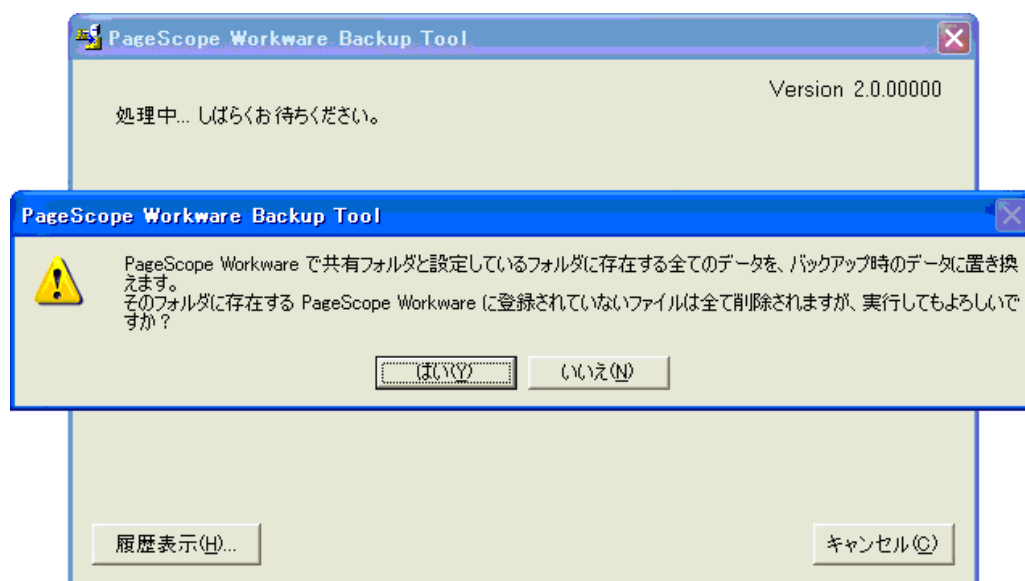 PageScope Workware Backup Tool
Version 2.0.00000
処理中... しばらくお待ちください。
PageScope Workware Backup Tool
PageScope Workware で共有フォルダと設定しているフォルダに存在する全てのデータを、バックアップ時のデータに置き換
えます。
そのフォルダに存在する PageScope Workware に登録されていないファイルは全て削除されますが、実行してもよろしいで
すか？
はい(Y)
いいえ(N)
履歴表示(H)...
キャンセル(C)